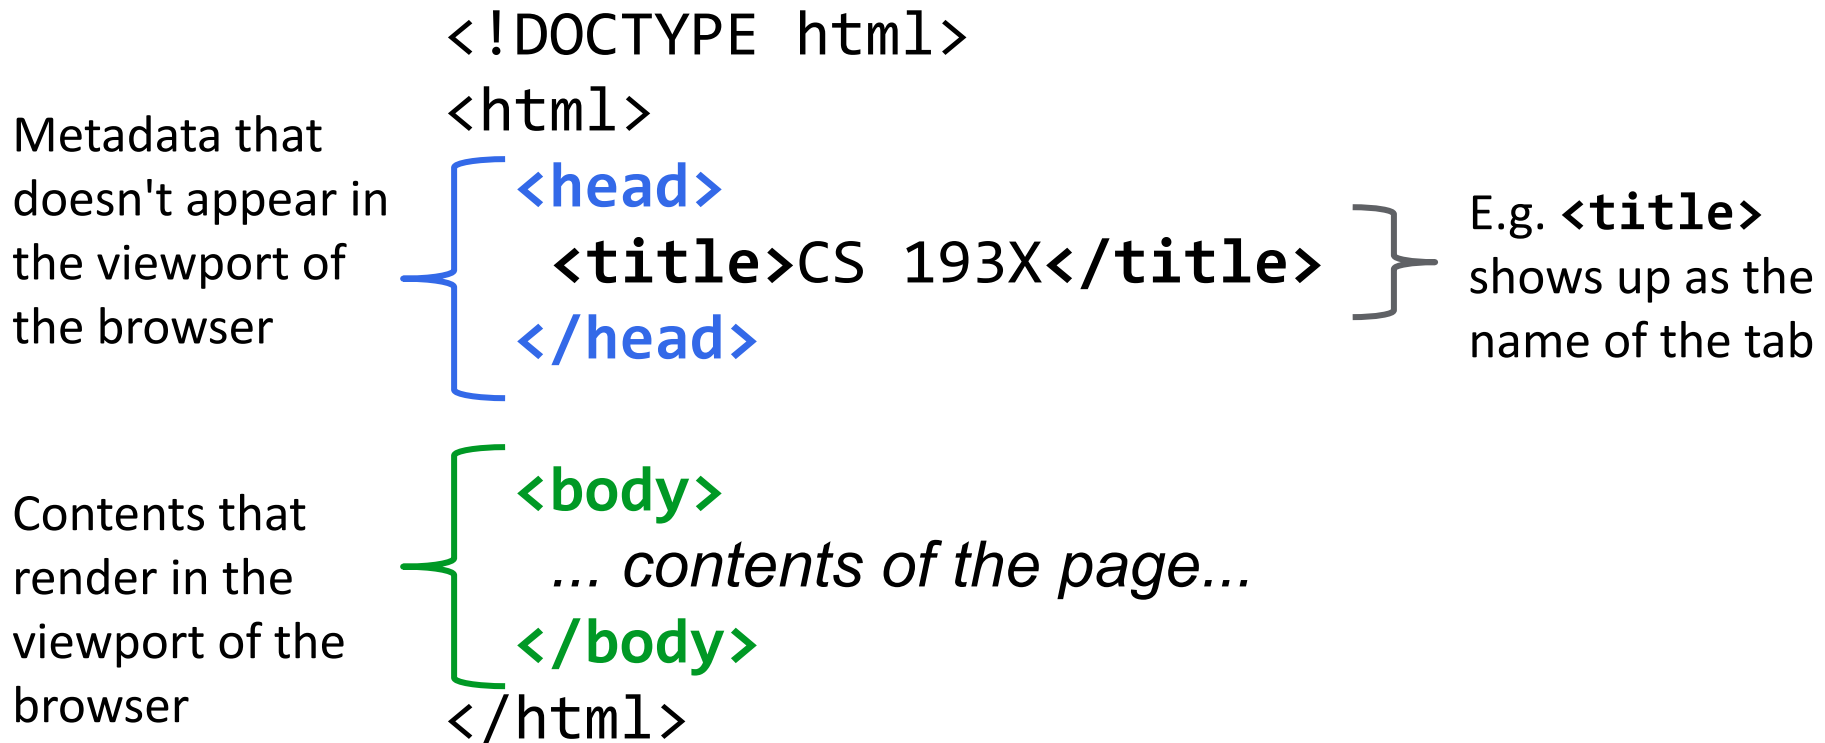 <!DOCTYPE html>
<html>
Metadata that
doesn't appear in
the viewport of
the browser
<head>
<title>CS 193X</title>
</head>
E.g. <title>
shows up as the
name of the tab
Contents that
render in the
viewport of the
browser
<body>
... contents of the page...
</body>
</html>